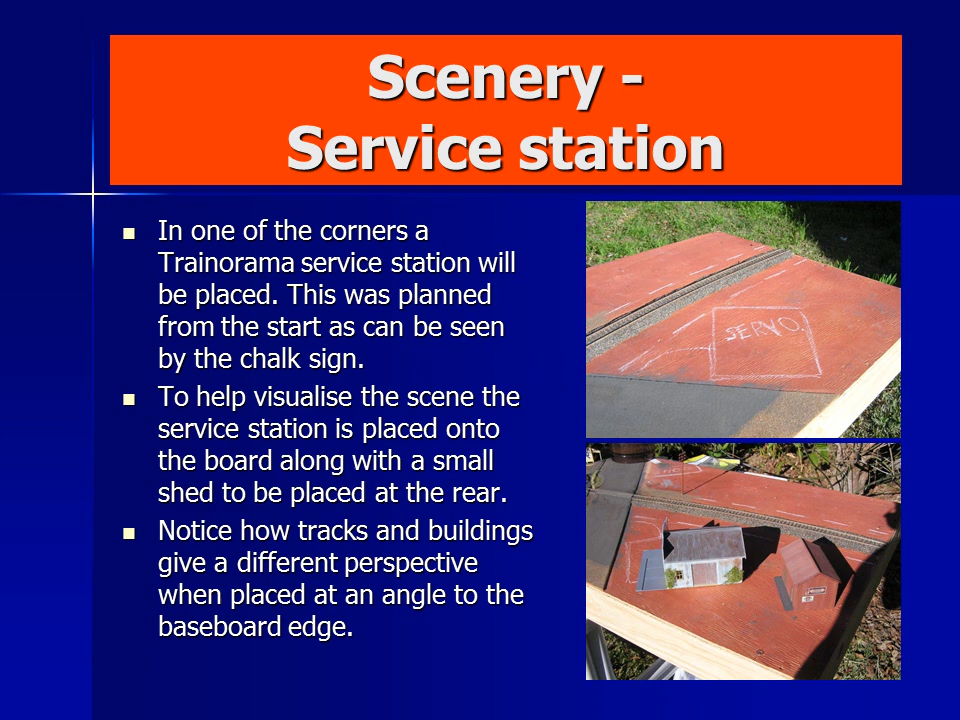 Scenery -
Service station
In one of the corners a
Trainorama service station will
be placed. This was planned
from the start as can be seen
by the chalk sign.
To help visualise the scene the
service station is placed onto
the board along with a small
shed to be placed at the rear.
Notice how tracks and buildings
give a different perspective
when placed at an angle to the
baseboard edge.
SERVO.